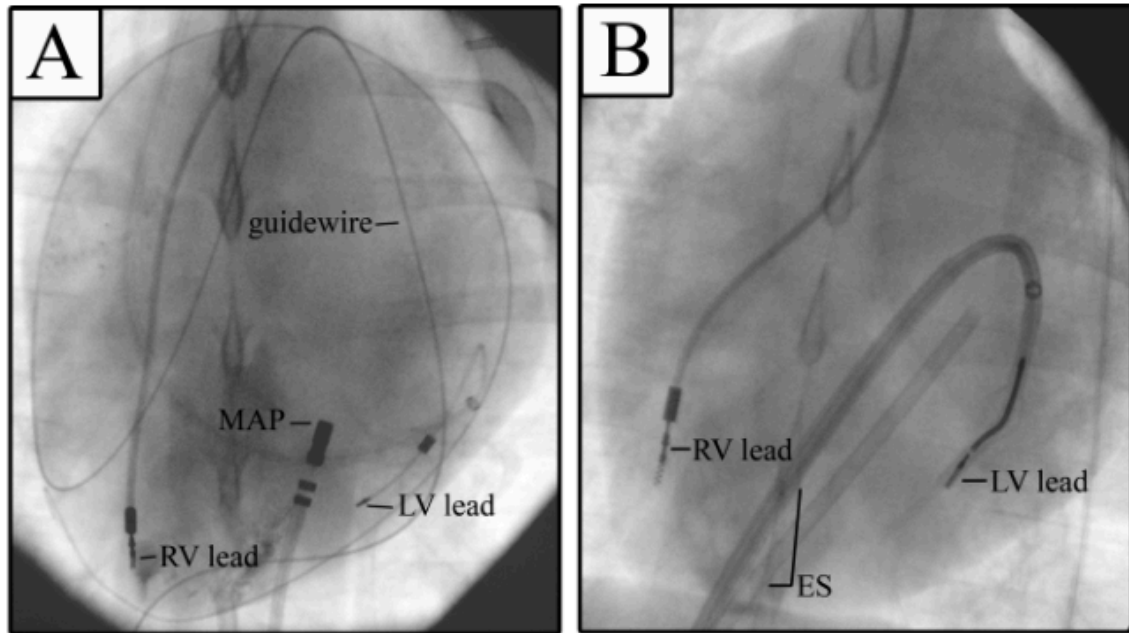 A
guidewire
MAP
LV lead
RV lead
B
RV lead
LV lead
ES